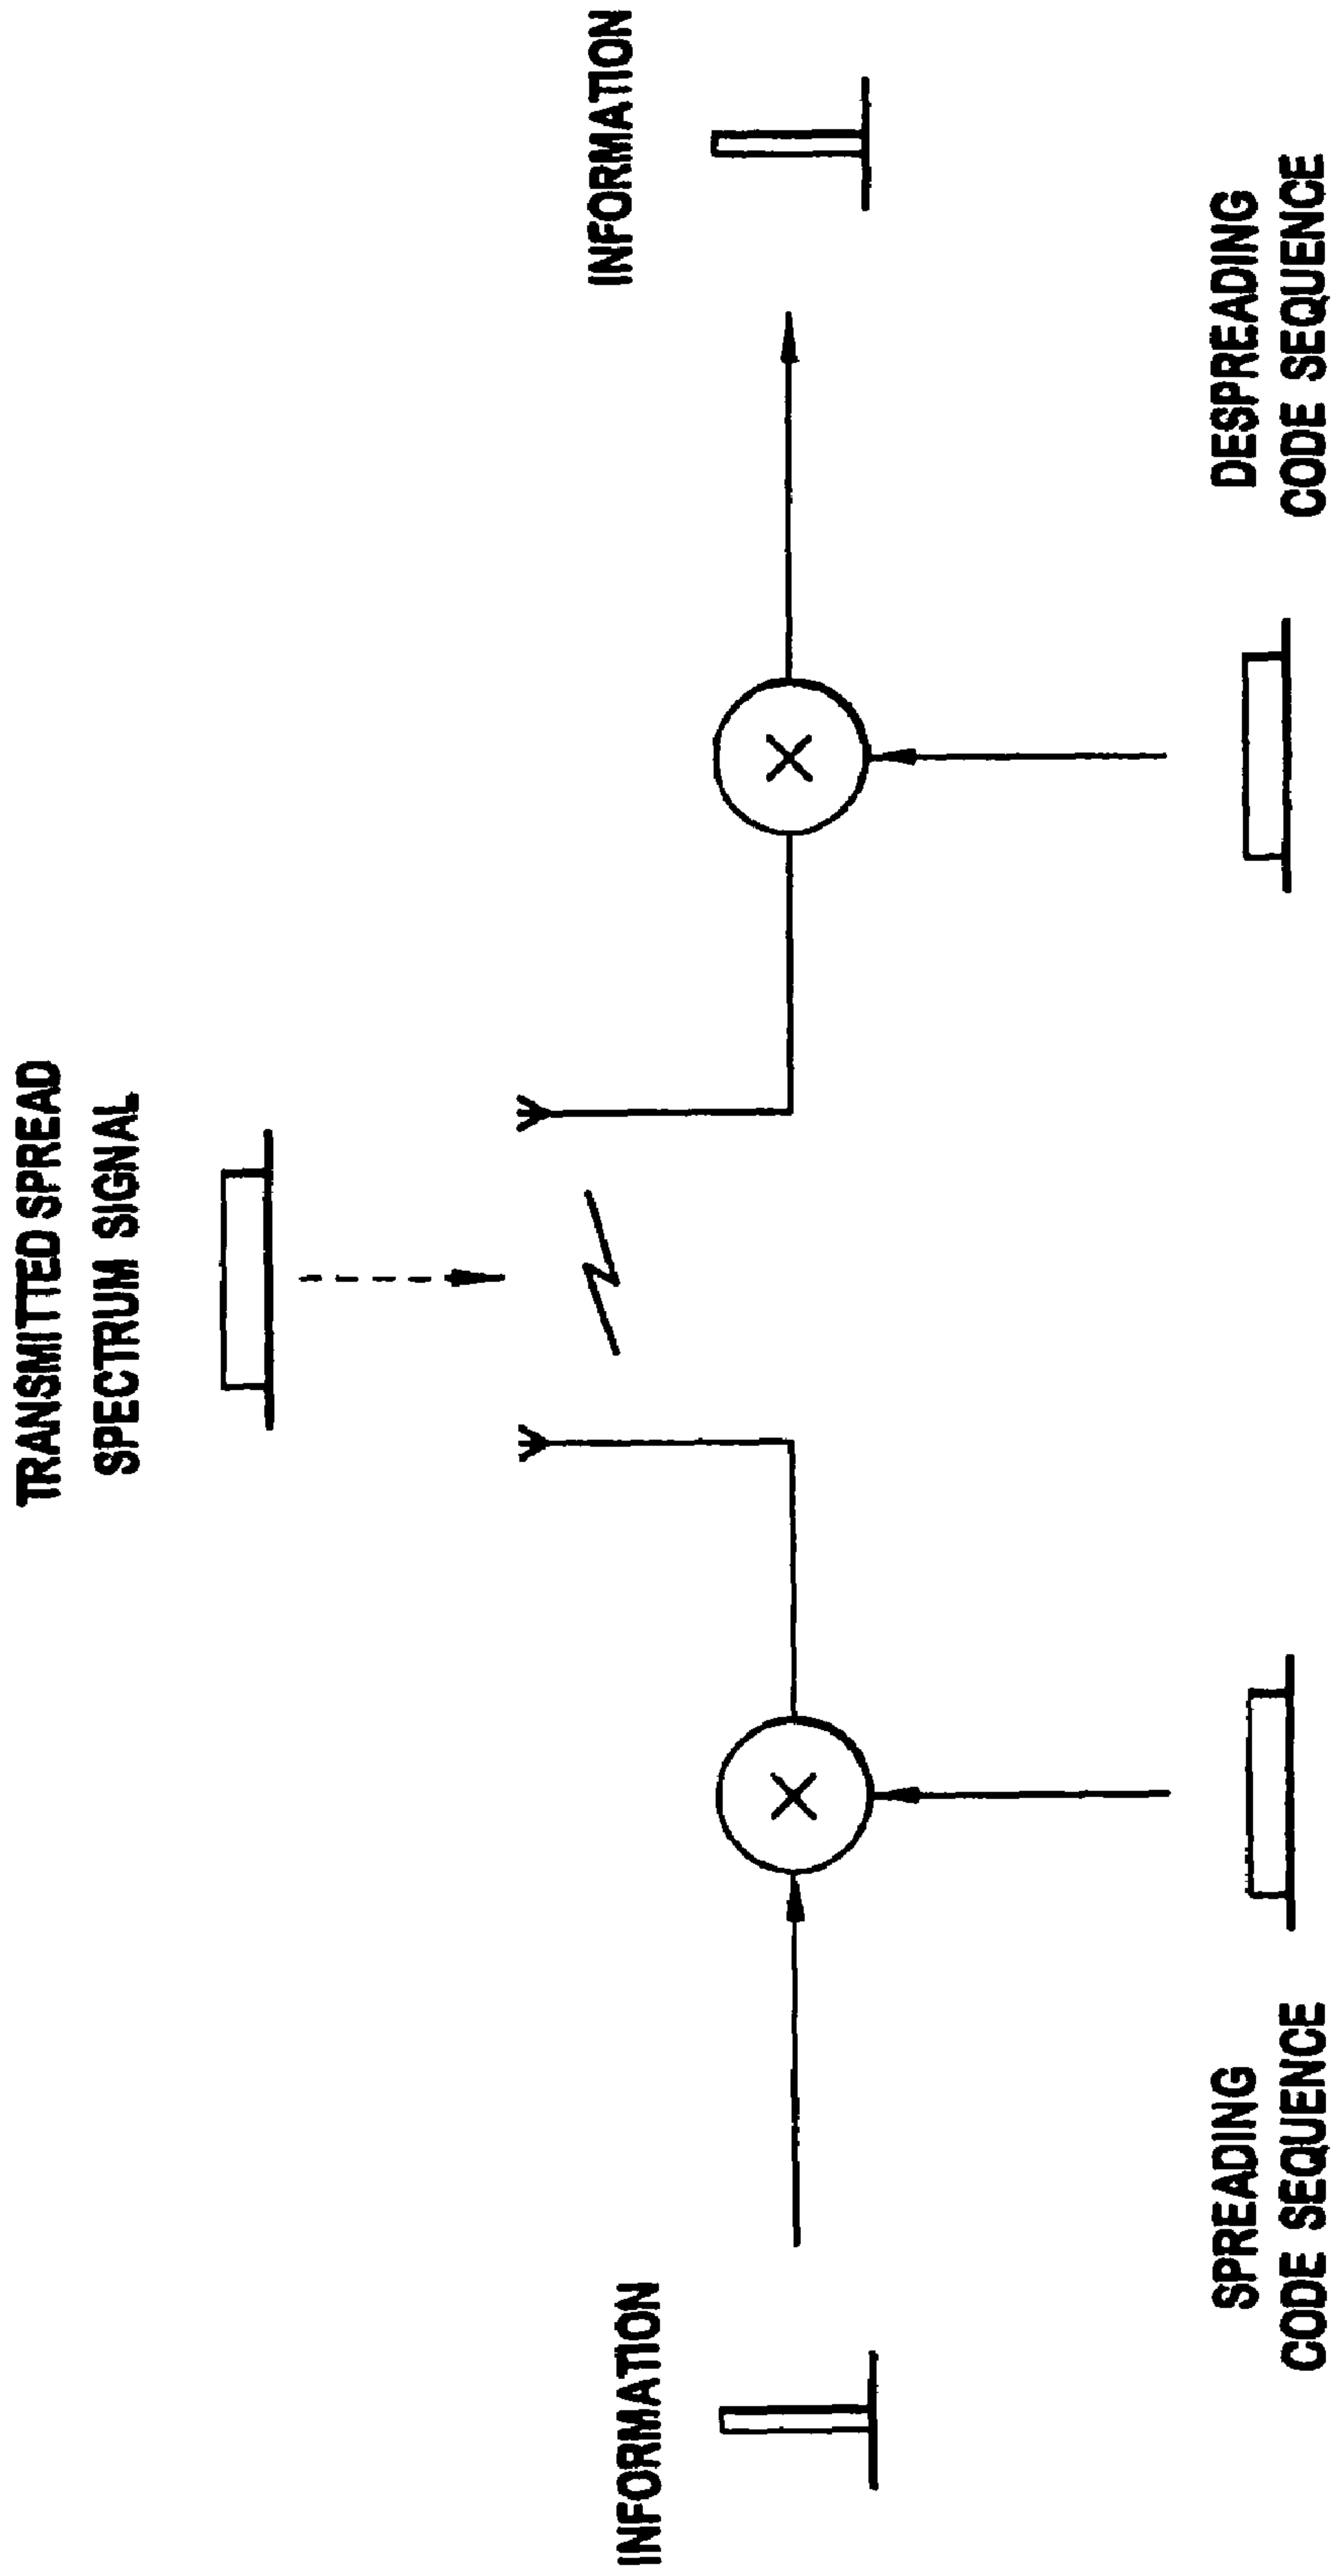 TRANSMITTED SPREAD
SPECTRUM SIGNAL
INFORMATION
INFORMATION
SPREADING
CODE SEQUENCE
DESPREADING
CODE SEQUENCE